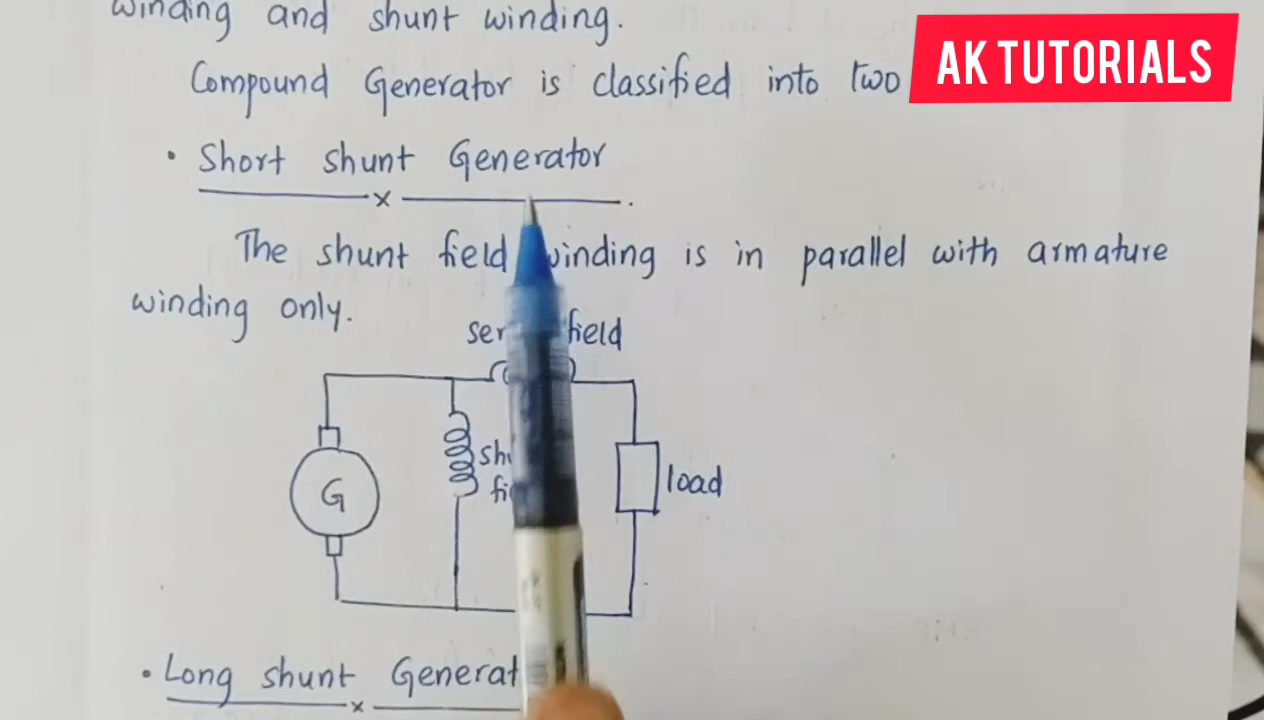 winding and shunt winding.
AK TUTORIALS
Compound Generator is classified into two
• Short shunt Generator
The shunt field winding is in parallel with armature
winding only.
field
G
load
• Long shunt